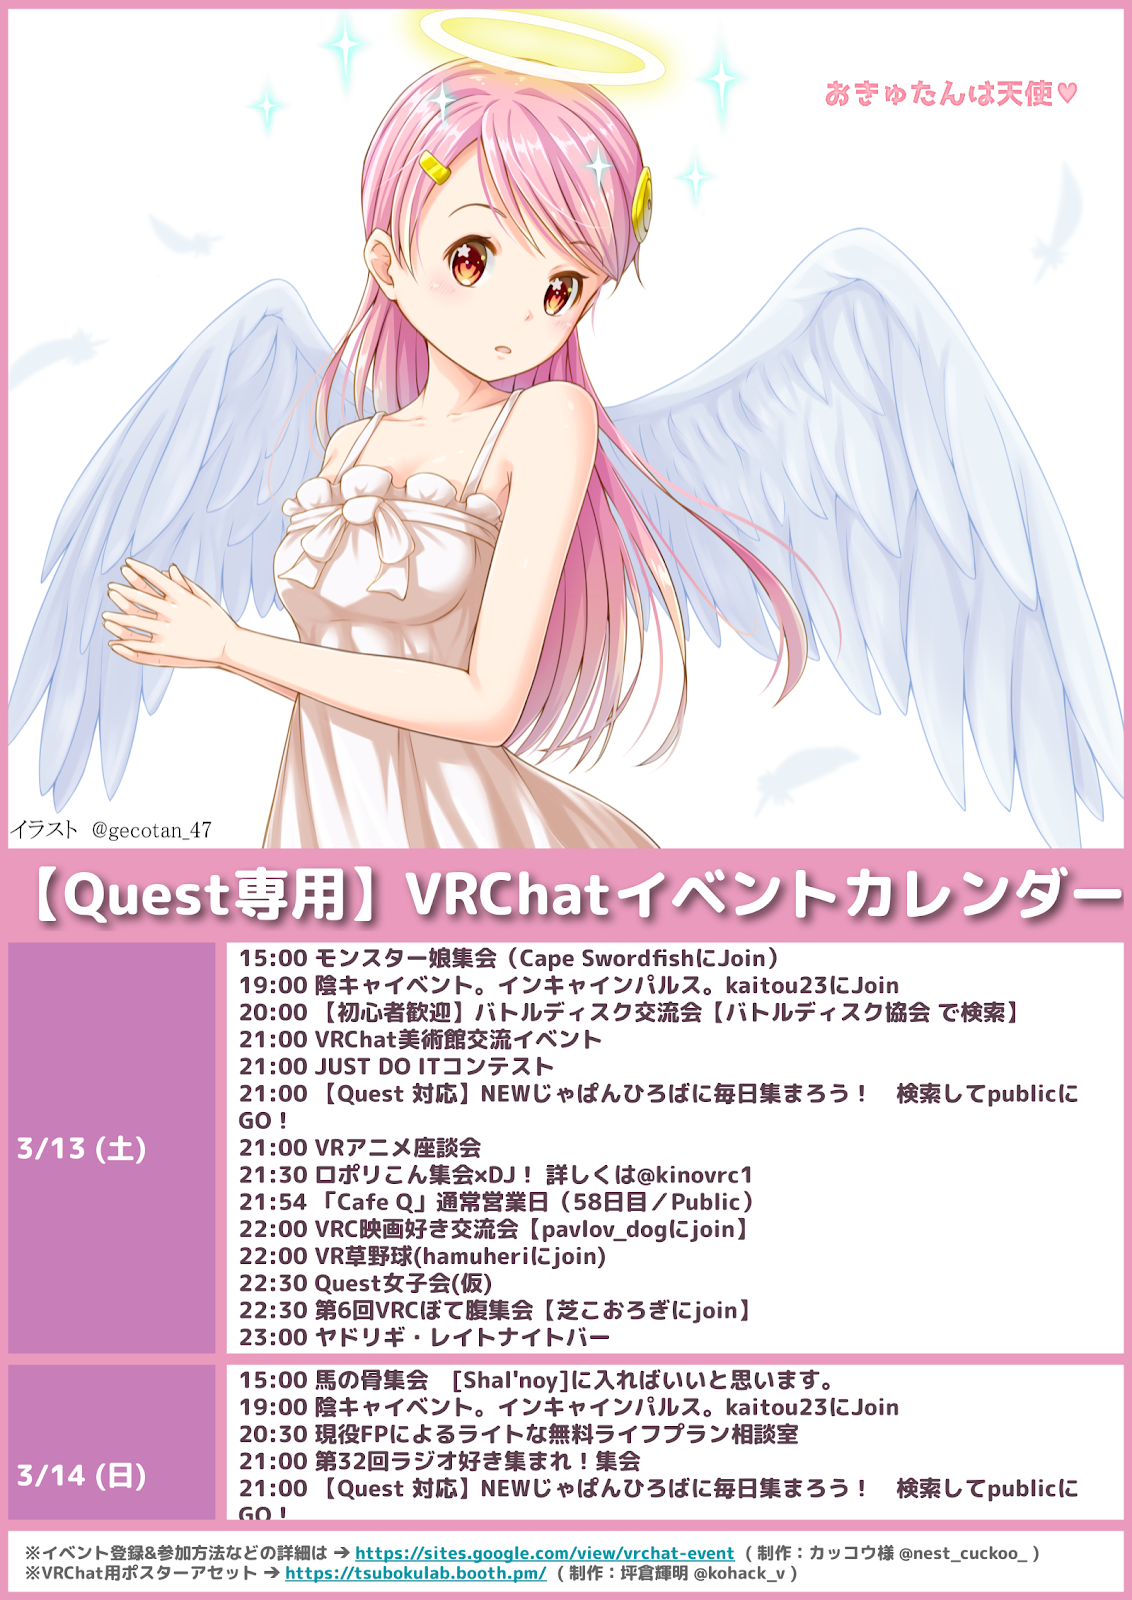 おきゅたんは天使♥
イラスト @gecotan_47
【Quest専用】VRChatイベントカレンダー
3/13 (土)
15:00 モンスター娘集会（Cape SwordfishにJoin）
19:00 陰キャイベント。インキャインパルス。kaitou23にJoin
20:00 【初心者歓迎】バトルディスク交流会【バトルディスク協会 で検索】
21:00 VRChat美術館交流イベント
21:00 JUST DO ITコンテスト
21:00 【Quest 対応】NEWじゃぱんひろばに毎日集まろう！　検索してpublicに
GO！
21:00 VRアニメ座談会
21:30 ロポリこん集会×DJ！ 詳しくは@kinovrc1
21:54 「Cafe Q」通常営業日（58日目／Public）
22:00 VRC映画好き交流会【pavlov_dogにjoin】
22:00 VR草野球(hamuheriにjoin)
22:30 Quest女子会(仮)
22:30 第6回VRCぼて腹集会【芝こおろぎにjoin】
23:00 ヤドリギ・レイトナイトバー
3/14 (日)
15:00 馬の骨集会　[Shal'noy]に入ればいいと思います。
19:00 陰キャイベント。インキャインパルス。kaitou23にJoin
20:30 現役FPによるライトな無料ライフプラン相談室
21:00 第32回ラジオ好き集まれ！集会
21:00 【Quest 対応】NEWじゃぱんひろばに毎日集まろう！　検索してpublicに
GO！
※イベント登録&参加方法などの詳細は → https://sites.google.com/view/vrchat-event ( 制作：カッコウ様 @nest_cuckoo_ )
※VRChat用ポスターアセット → https://tsubokulab.booth.pm/ ( 制作：坪倉輝明 @kohack_v )